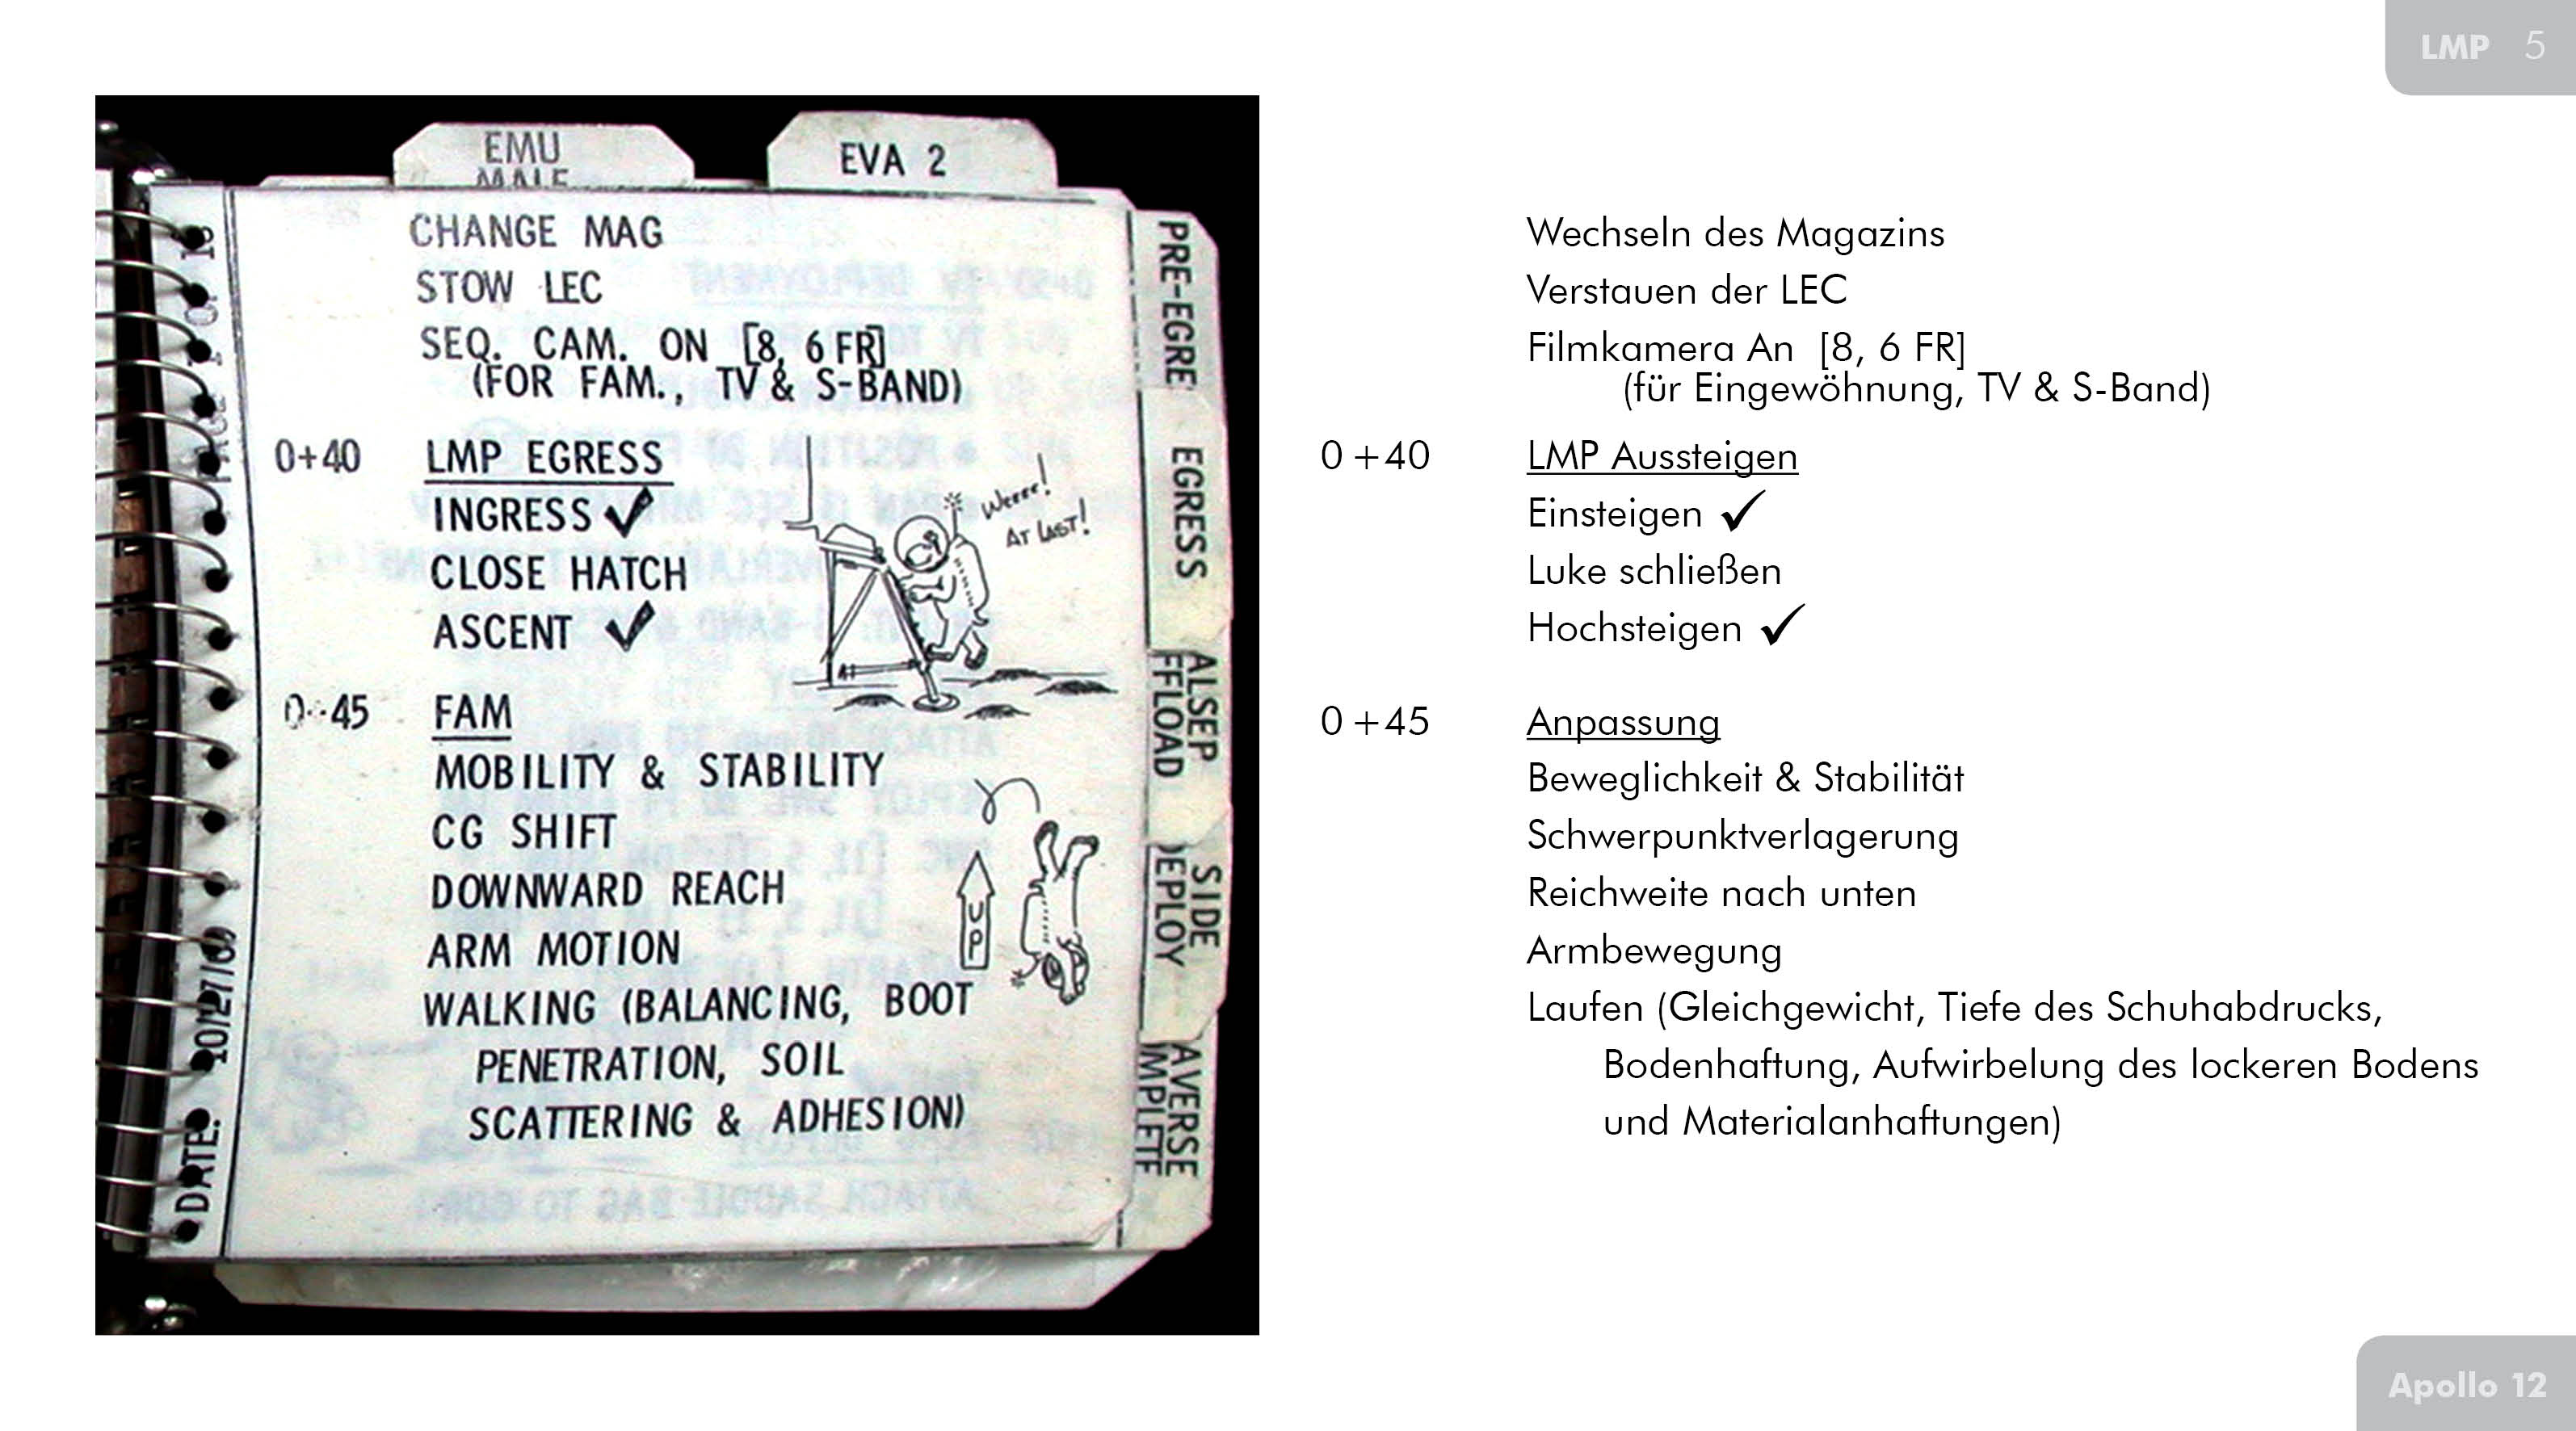 LMP 5
EMU
EVA 2
CHANGE MAG
STOW LEC
SEQ. CAM. ON [8, 6 FR]
(FOR FAM., TV & S-BAND)
0+40 LMP EGRESS
INGRESS ✓
CLOSE HATCH
ASCENT ✓
Weeee!
AT LAST!
0+45 FAM
MOBILITY & STABILITY
CG SHIFT
DOWNWARD REACH
ARM MOTION
WALKING (BALANCING, BOOT
PENETRATION, SOIL
SCATTERING & ADHESION)
UP
DATE: 10/27/69
PRE-EGRE
EGRESS
ALSEP
FFLOAD
SIDE
DEPLOY
AVERSE
IMPLETE
Wechseln des Magazins
Verstauen der LEC
Filmkamera An [8, 6 FR]
(für Eingewöhnung, TV & S-Band)
0 +40 LMP Aussteigen
Einsteigen ✓
Luke schließen
Hochsteigen ✓
0 +45 Anpassung
Beweglichkeit & Stabilität
Schwerpunktverlagerung
Reichweite nach unten
Armbewegung
Laufen (Gleichgewicht, Tiefe des Schuhabdrucks,
Bodenhaftung, Aufwirbelung des lockeren Bodens
und Materialanhaftungen)
Apollo 12